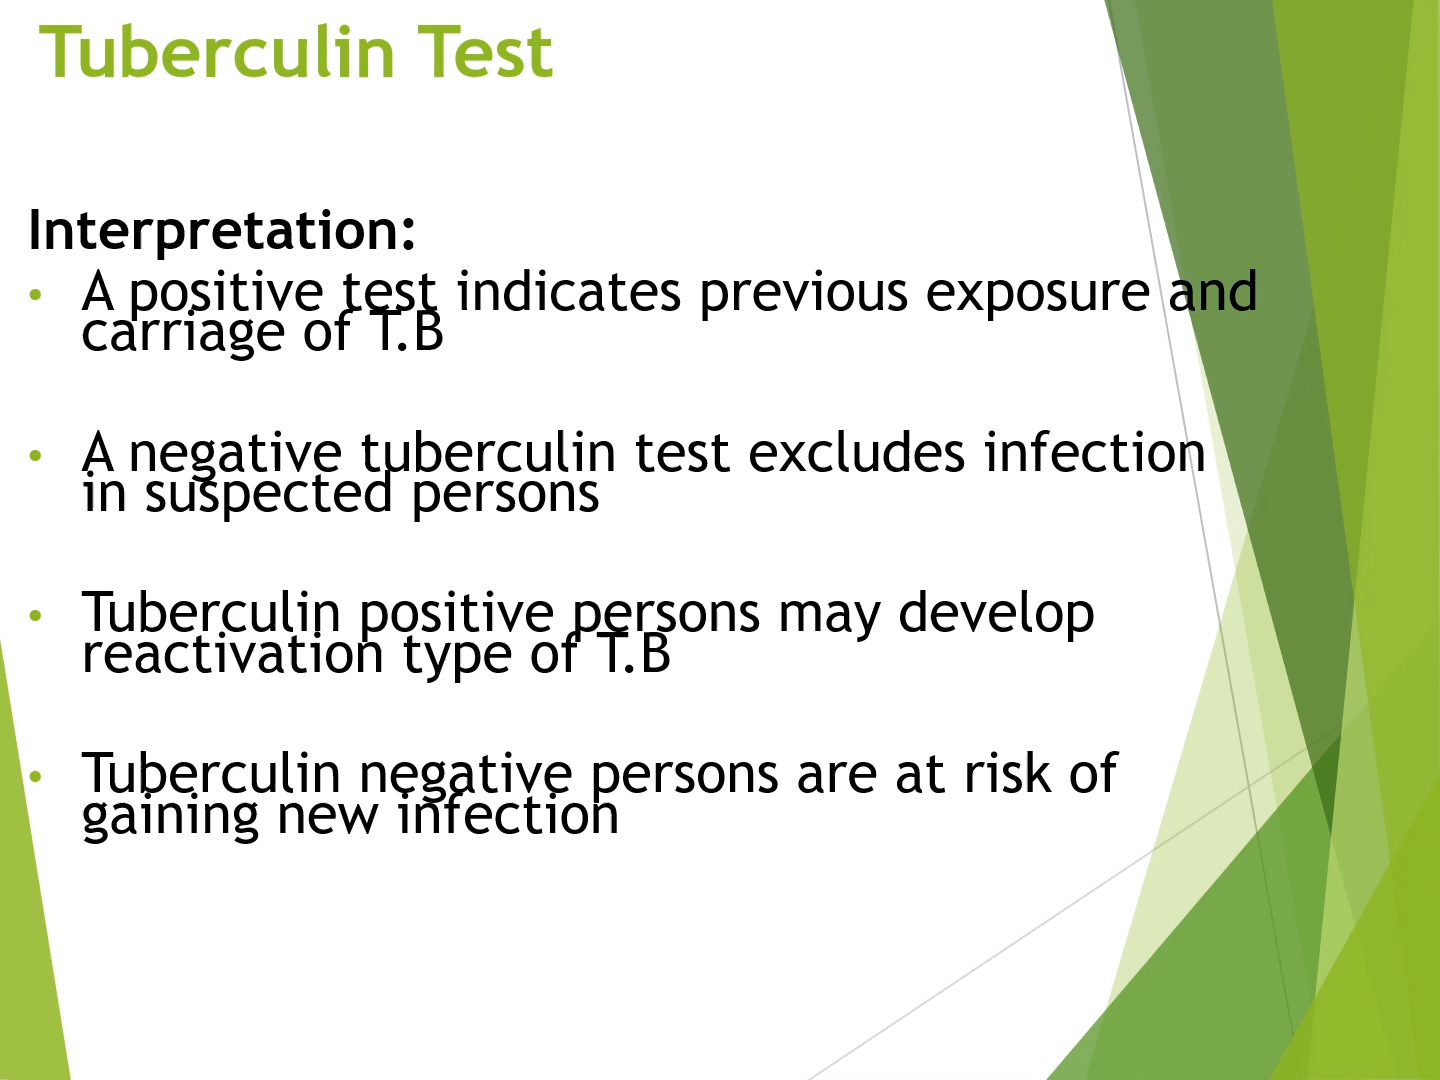 Tuberculin Test
Interpretation:
• A positive test indicates previous exposure and
carriage of T.B
• A negative tuberculin test excludes infection
in suspected persons
• Tuberculin positive persons may develop
reactivation type of T.B
• Tuberculin negative persons are at risk of
gaining new infection